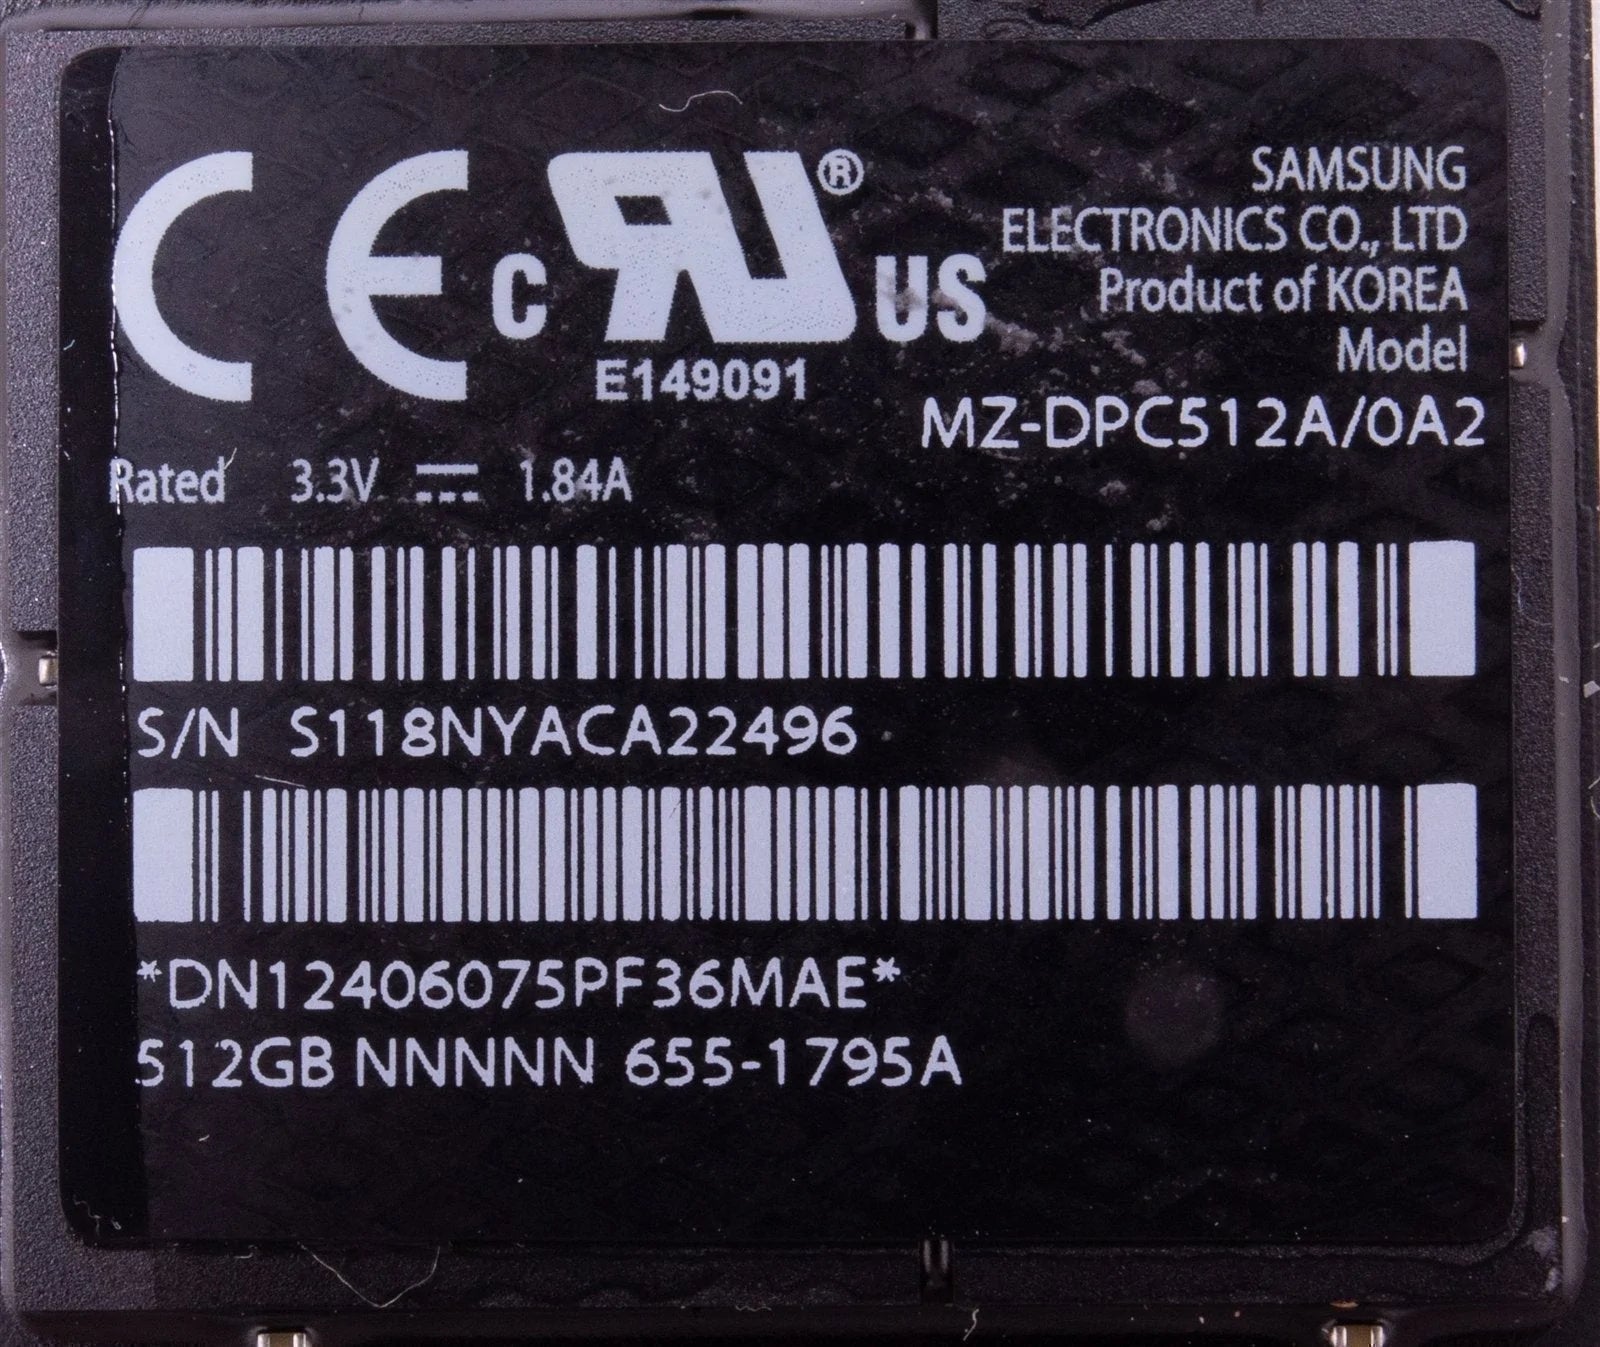 CE c RU® US
E149091
SAMSUNG
ELECTRONICS CO., LTD
Product of KOREA
Model
MZ-DPC512A/0A2
Rated 3.3V ⎓ 1.84A
S/N S118NYACA22496
*DN12406075PF36MAE*
512GB NNNNN 655-1795A